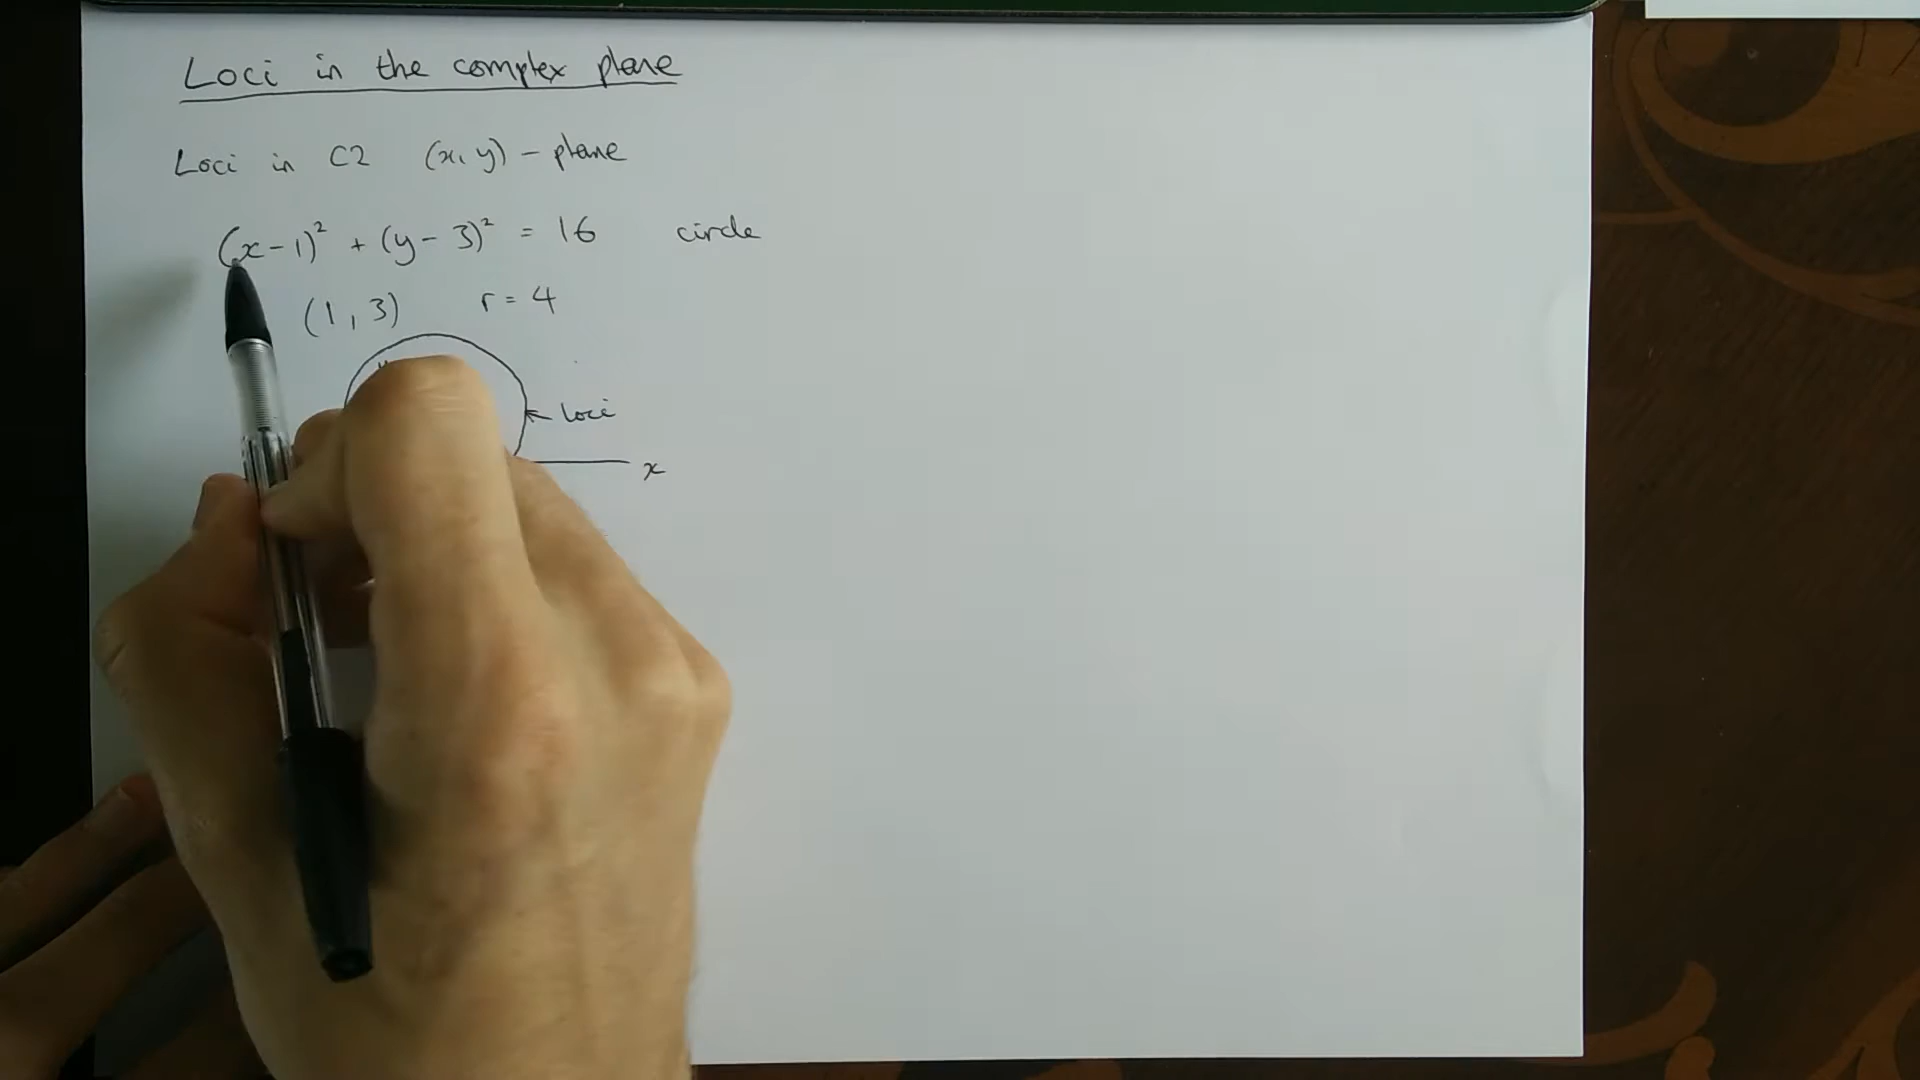 Loci in the complex plane
Loci in C2 (x, y) - plane
(x-1)² + (y-3)² = 16 circle
(1, 3) r = 4
← loci
x